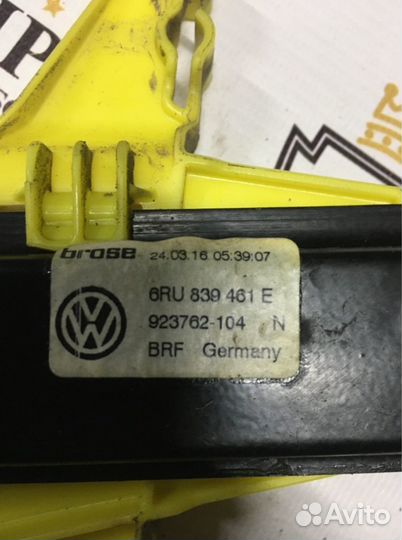 brose 24.03.16 05:39:07
6RU 839 461 E
923762-104 N
BRF Germany
Avito